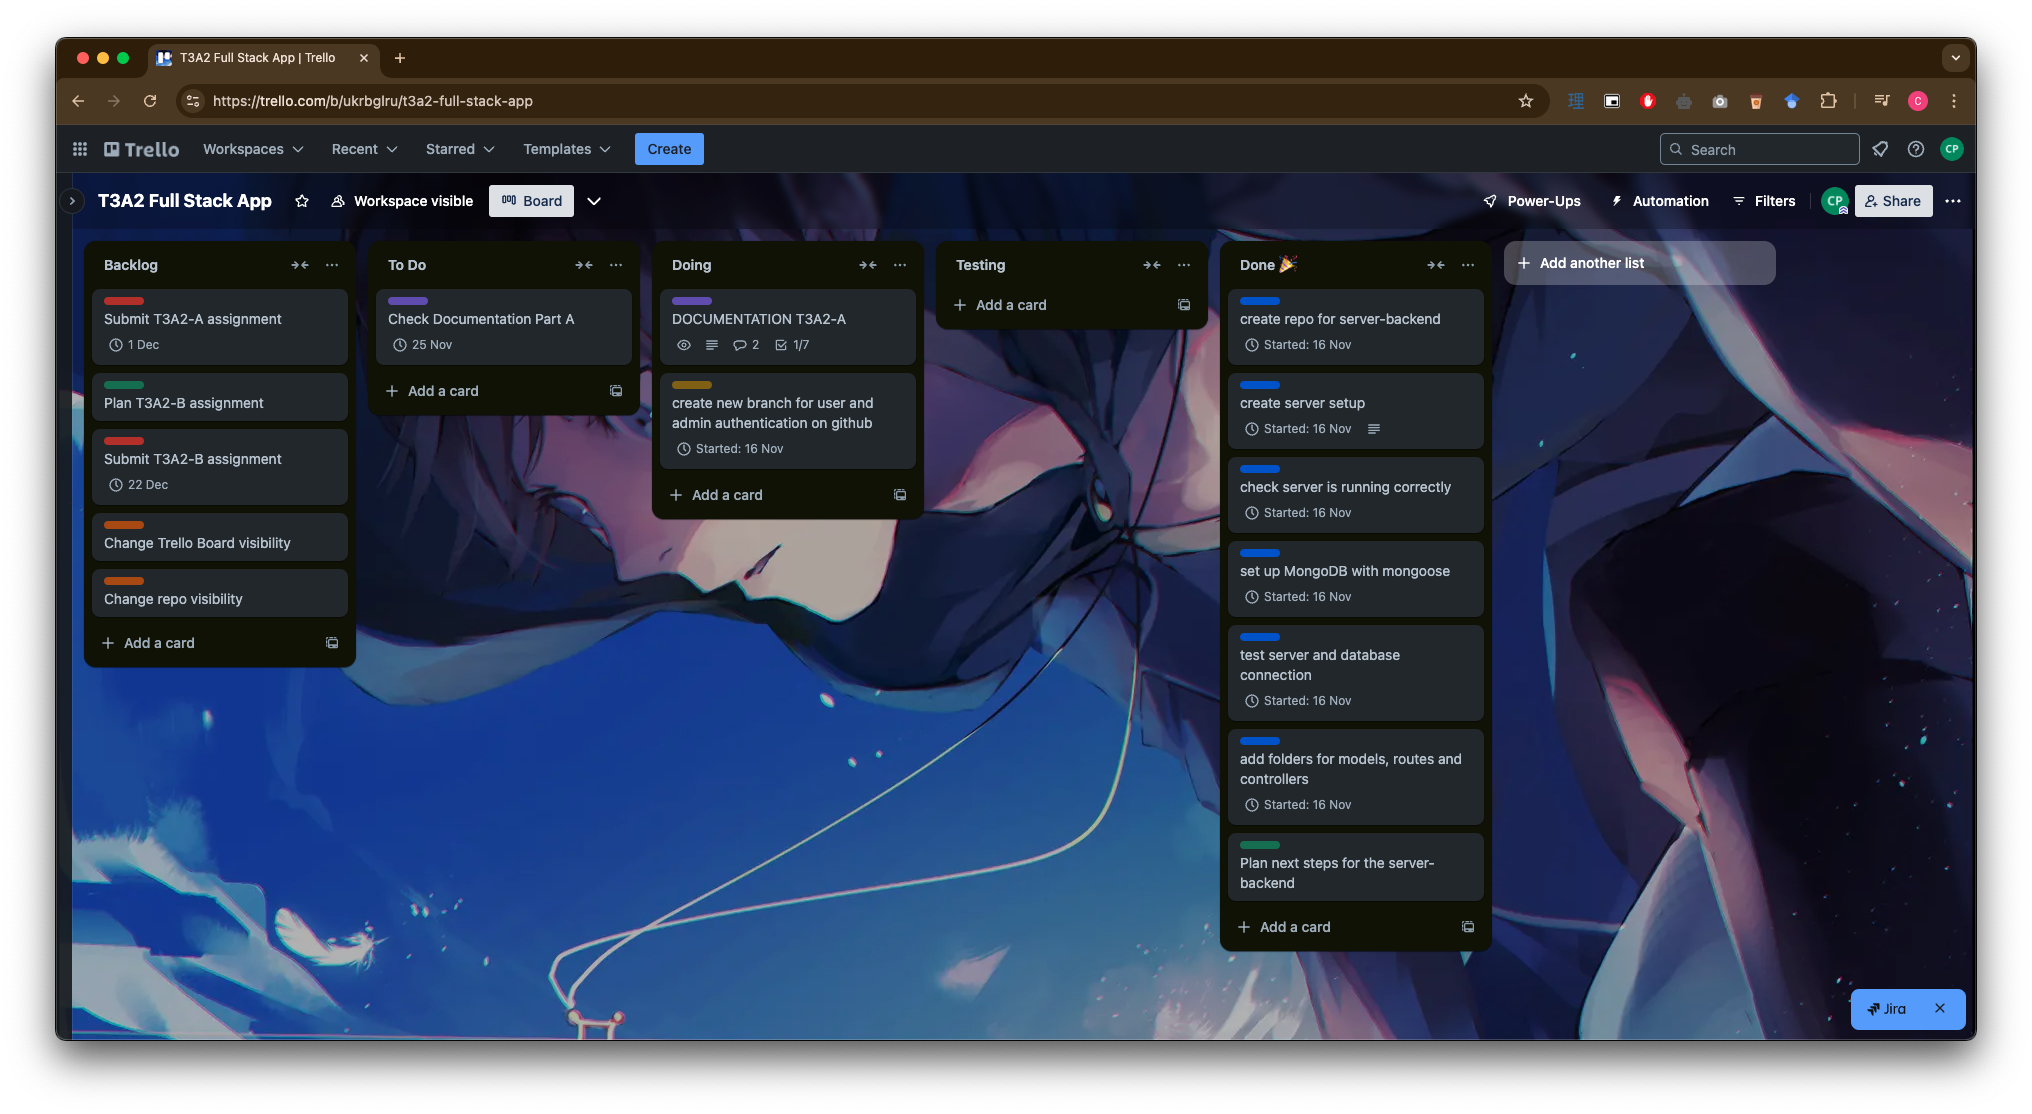 T3A2 Full Stack App | Trello
https://trello.com/b/ukrbglru/t3a2-full-stack-app
理
C
Trello
Workspaces
Recent
Starred
Templates
Create
Search
CP
T3A2 Full Stack App
Workspace visible
Board
Power-Ups
Automation
Filters
CP
Share
Backlog
Submit T3A2-A assignment
1 Dec
Plan T3A2-B assignment
Submit T3A2-B assignment
22 Dec
Change Trello Board visibility
Change repo visibility
Add a card
To Do
Check Documentation Part A
25 Nov
Add a card
Doing
DOCUMENTATION T3A2-A
2
1/7
create new branch for user and
admin authentication on github
Started: 16 Nov
Add a card
Testing
Add a card
Done 🎉
create repo for server-backend
Started: 16 Nov
create server setup
Started: 16 Nov
check server is running correctly
Started: 16 Nov
set up MongoDB with mongoose
Started: 16 Nov
test server and database
connection
Started: 16 Nov
add folders for models, routes and
controllers
Started: 16 Nov
Plan next steps for the server-
backend
Add a card
Add another list
Jira